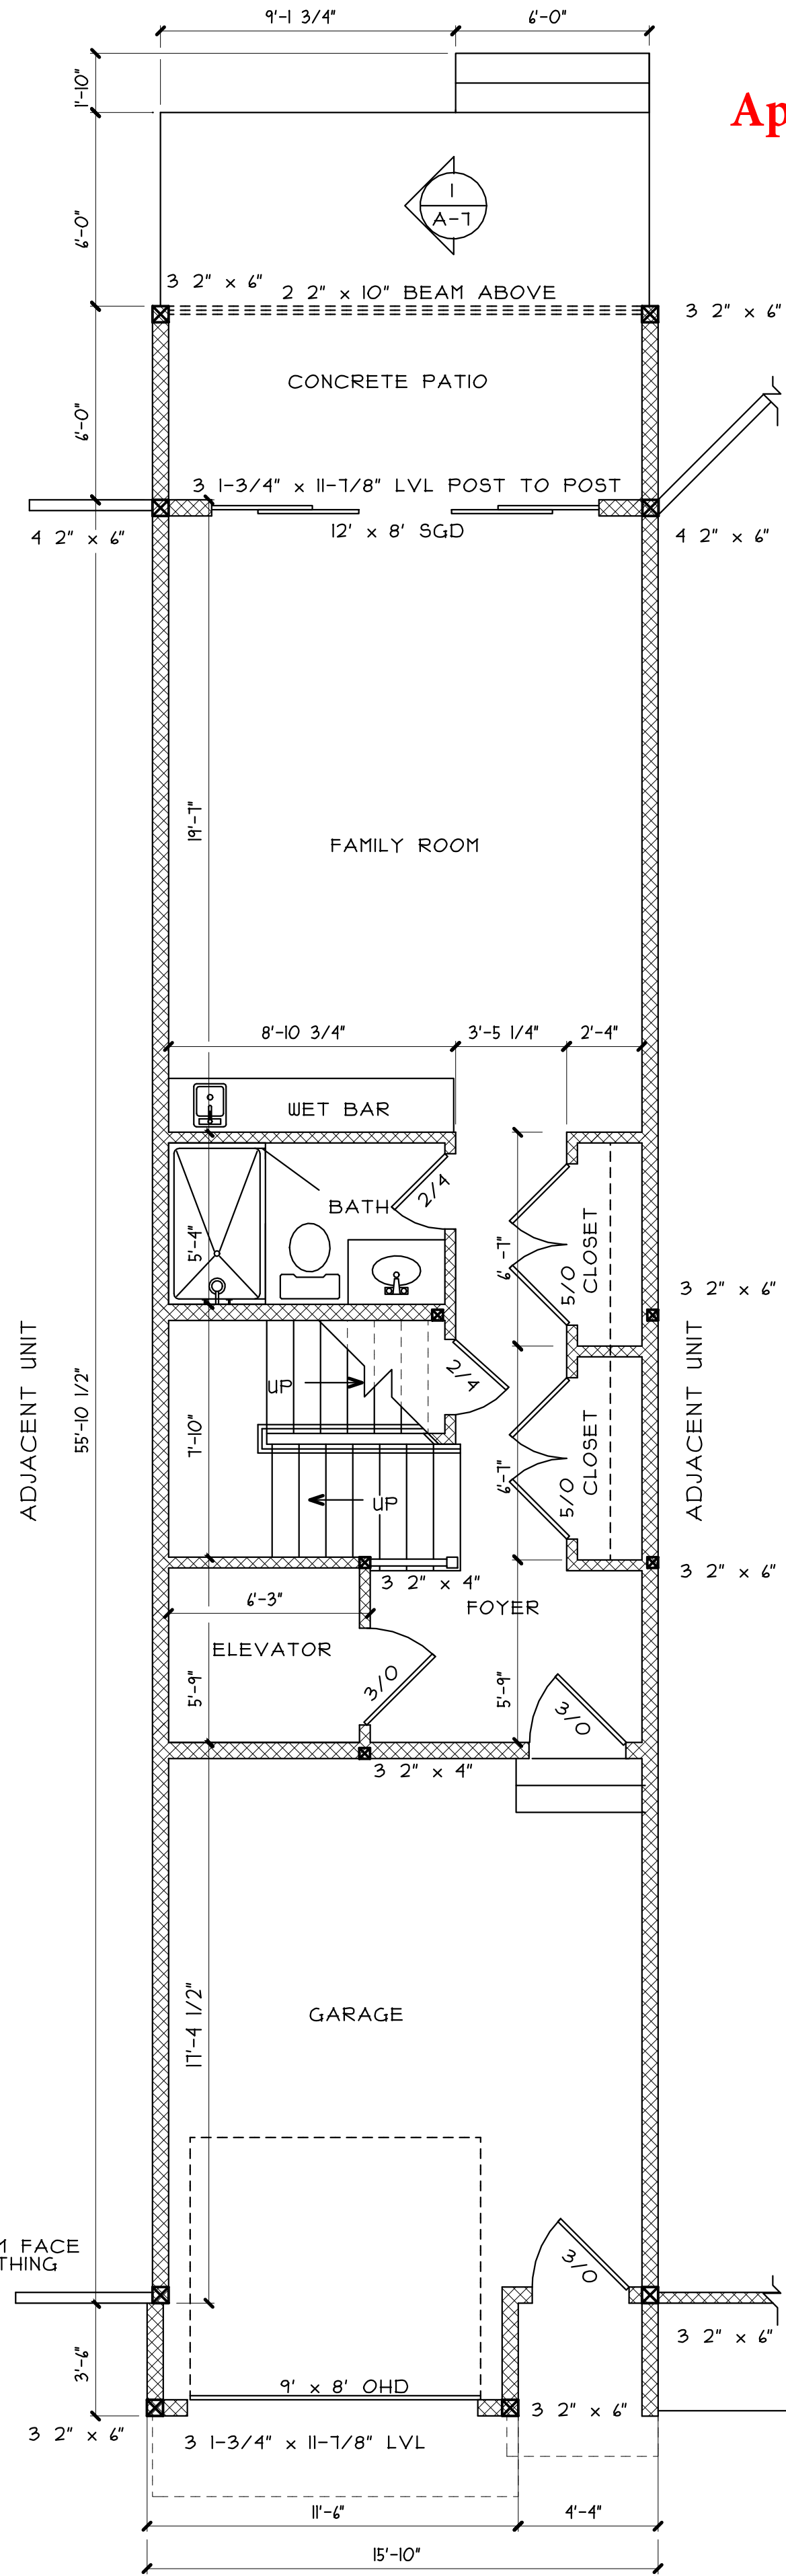 9'-1 3/4"
6'-0"
1'-10"
Ap
1
A-7
6'-0"
3 2" x 6"
2 2" x 10" BEAM ABOVE
3 2" x 6"
CONCRETE PATIO
6'-0"
3 1-3/4" x 11-7/8" LVL POST TO POST
12' x 8' SGD
4 2" x 6"
4 2" x 6"
19'-7"
FAMILY ROOM
8'-10 3/4"
3'-5 1/4"
2'-4"
WET BAR
BATH
2/4
5'-4"
6'-7"
5/0
CLOSET
3 2" x 6"
ADJACENT UNIT
55'-10 1/2"
UP
2/4
7'-10"
UP
6'-7"
5/0
CLOSET
ADJACENT UNIT
3 2" x 4"
3 2" x 6"
6'-3"
FOYER
ELEVATOR
5'-9"
3/0
5'-9"
3/0
3 2" x 4"
17'-4 1/2"
GARAGE
M FACE
THING
3/0
3'-6"
3 2" x 6"
9' x 8' OHD
3 2" x 6"
3 2" x 6"
3 1-3/4" x 11-7/8" LVL
11'-6"
4'-4"
15'-10"